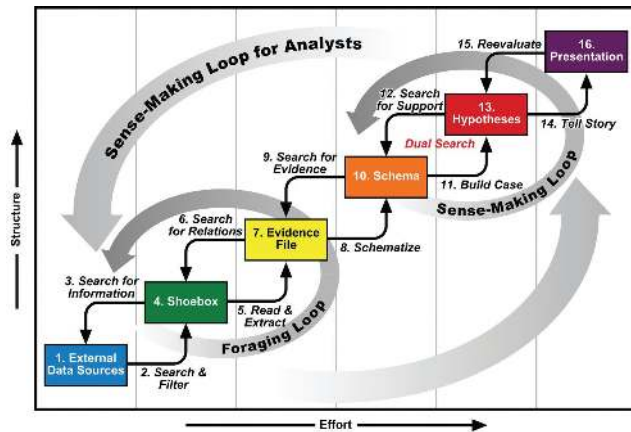 Sense-Making Loop for Analysts
15. Reevaluate
16.
Presentation
12. Search
for Support
13.
Hypotheses
14. Tell Story
Dual Search
9. Search for
Evidence
10. Schema
11. Build Case
Sense-Making Loop
6. Search
for Relations
7. Evidence
File
8. Schematize
3. Search for
Information
4. Shoebox
5. Read &
Extract
Foraging Loop
1. External
Data Sources
2. Search &
Filter
Structure
Effort